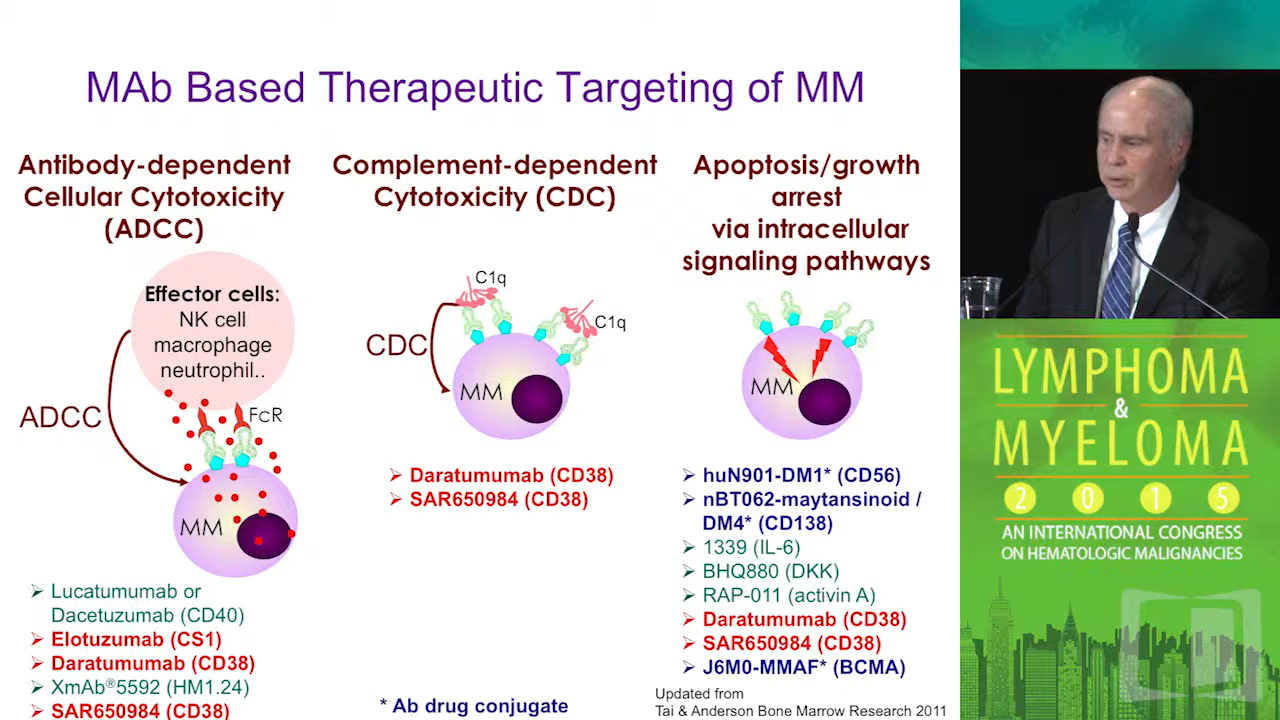 MAb Based Therapeutic Targeting of MM
Antibody-dependent
Cellular Cytotoxicity
(ADCC)
Effector cells:
NK cell
macrophage
neutrophil..
ADCC
FcR
MM
➢ Lucatumumab or
Dacetuzumab (CD40)
➢ Elotuzumab (CS1)
➢ Daratumumab (CD38)
➢ XmAb®5592 (HM1.24)
➢ SAR650984 (CD38)
Complement-dependent
Cytotoxicity (CDC)
C1q
C1q
CDC
MM
➢ Daratumumab (CD38)
➢ SAR650984 (CD38)
* Ab drug conjugate
Apoptosis/growth
arrest
via intracellular
signaling pathways
MM
➢ huN901-DM1* (CD56)
➢ nBT062-maytansinoid /
DM4* (CD138)
➢ 1339 (IL-6)
➢ BHQ880 (DKK)
➢ RAP-011 (activin A)
➢ Daratumumab (CD38)
➢ SAR650984 (CD38)
➢ J6M0-MMAF* (BCMA)
Updated from
Tai & Anderson Bone Marrow Research 2011
LYMPHOMA
&
MYELOMA
2 0 1 5
AN INTERNATIONAL CONGRESS
ON HEMATOLOGIC MALIGNANCIES